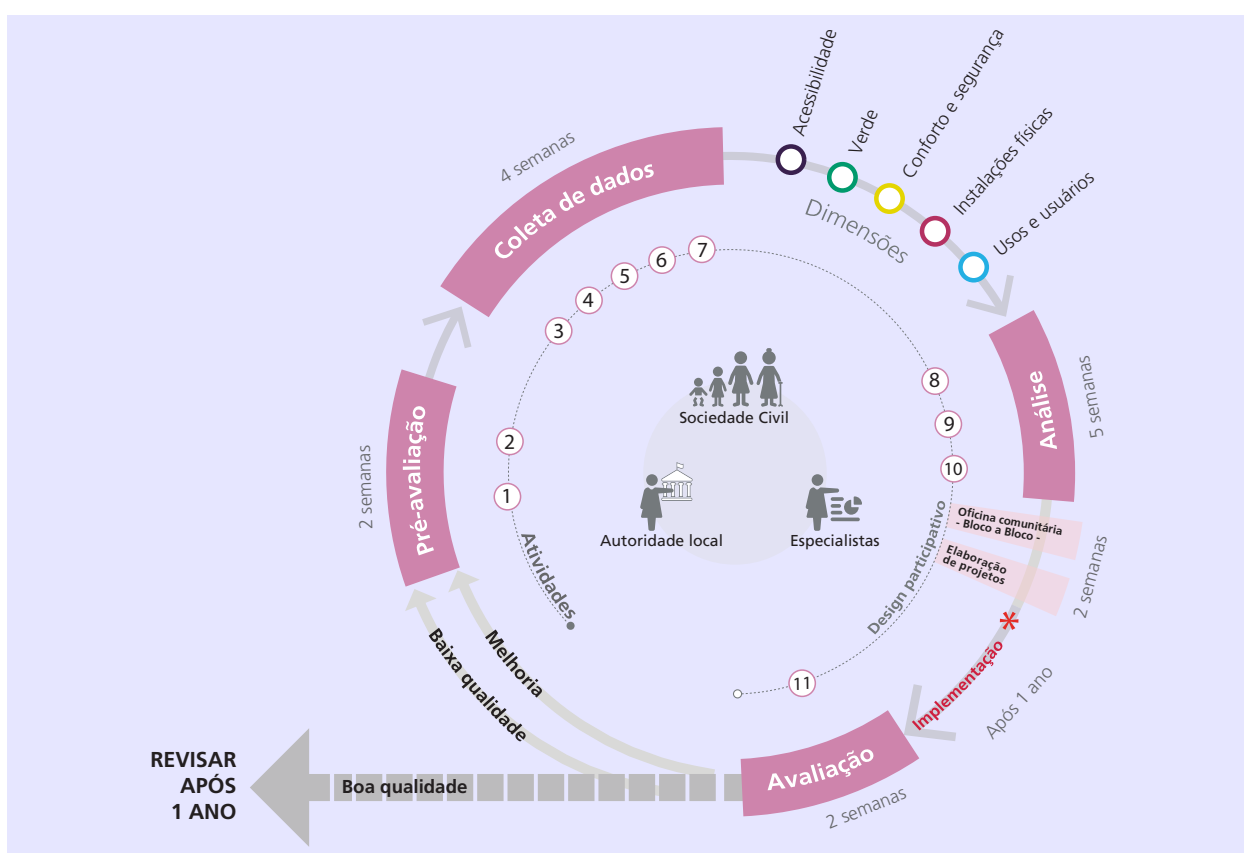 Acessibilidade
Verde
Conforto e segurança
Instalações físicas
Usos e usuários
Dimensões
4 semanas
Coleta de dados
7
6
5
4
3
2
1
Atividades
2 semanas
Pré-avaliação
Análise
5 semanas
8
9
10
Sociedade Civil
Autoridade local
Especialistas
Design participativo
Oficina comunitária
- Bloco a Bloco -
Elaboração
de projetos
2 semanas
*
Implementação
Após 1 ano
11
Avaliação
2 semanas
Melhoria
Baixa qualidade
Boa qualidade
REVISAR
APÓS
1 ANO